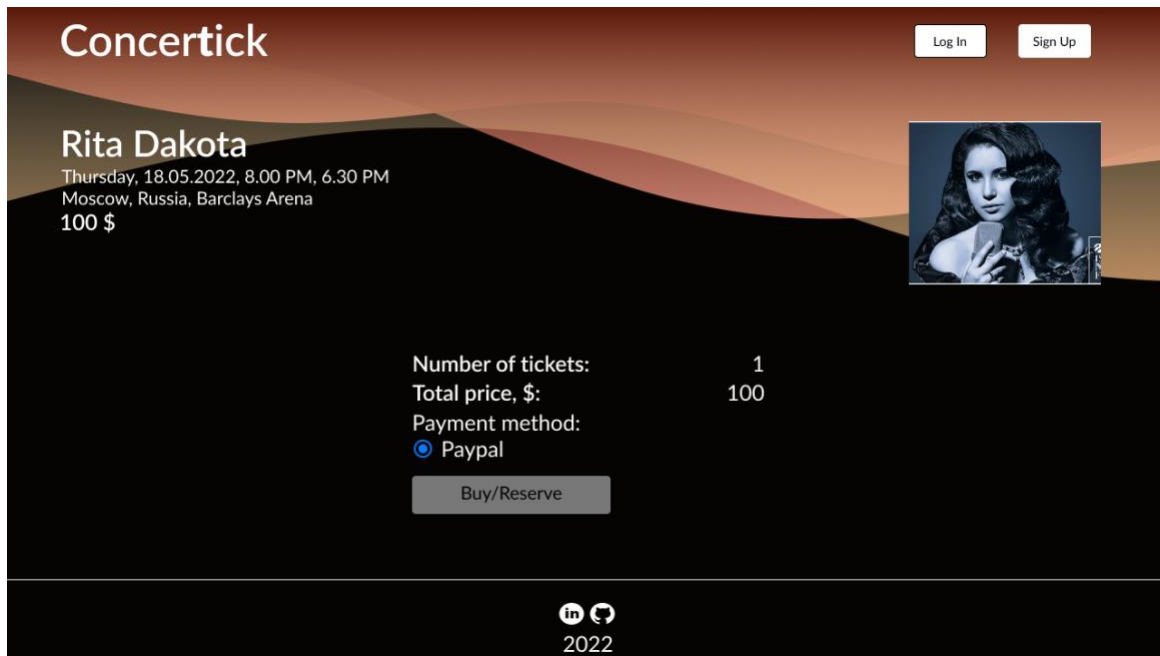 Concertick
Log In
Sign Up
Rita Dakota
Thursday, 18.05.2022, 8.00 PM, 6.30 PM
Moscow, Russia, Barclays Arena
100 $
Number of tickets: 1
Total price, $: 100
Payment method:
Paypal
Buy/Reserve
in
2022